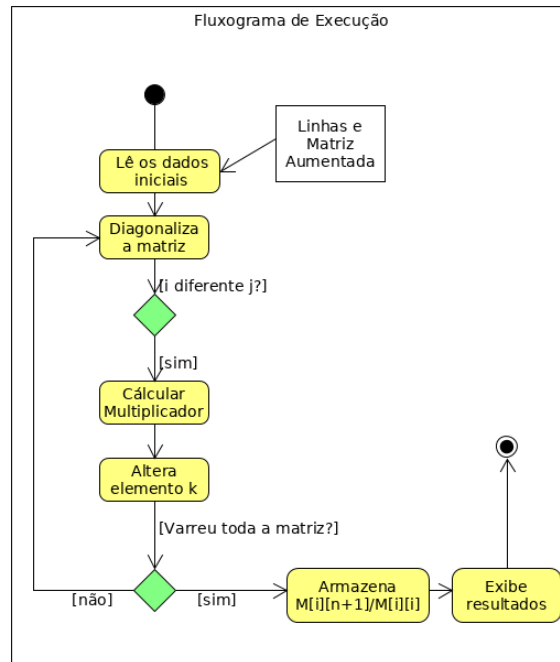 Fluxograma de Execução
Linhas e
Matriz
Aumentada
Lê os dados
iniciais
Diagonaliza
a matriz
[i diferente j?]
[sim]
Cálcular
Multiplicador
Altera
elemento k
[Varreu toda a matriz?]
[não]
[sim]
Armazena
M[i][n+1]/M[i][i]
Exibe
resultados